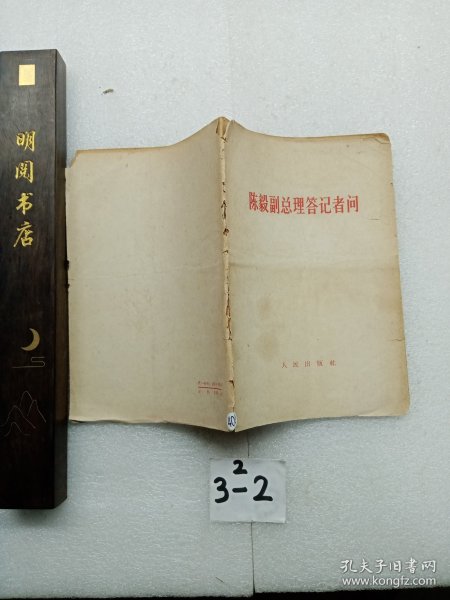 明阅书店
陈毅副总理答记者问
人民出版社
40
2
3-2
孔夫子旧书网
www.kongfz.com